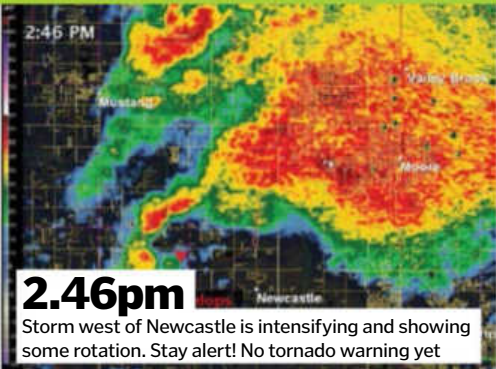 2:46 PM
Valley Brook
Mustang
Moore
2.46pm
Newcastle
Storm west of Newcastle is intensifying and showing
some rotation. Stay alert! No tornado warning yet